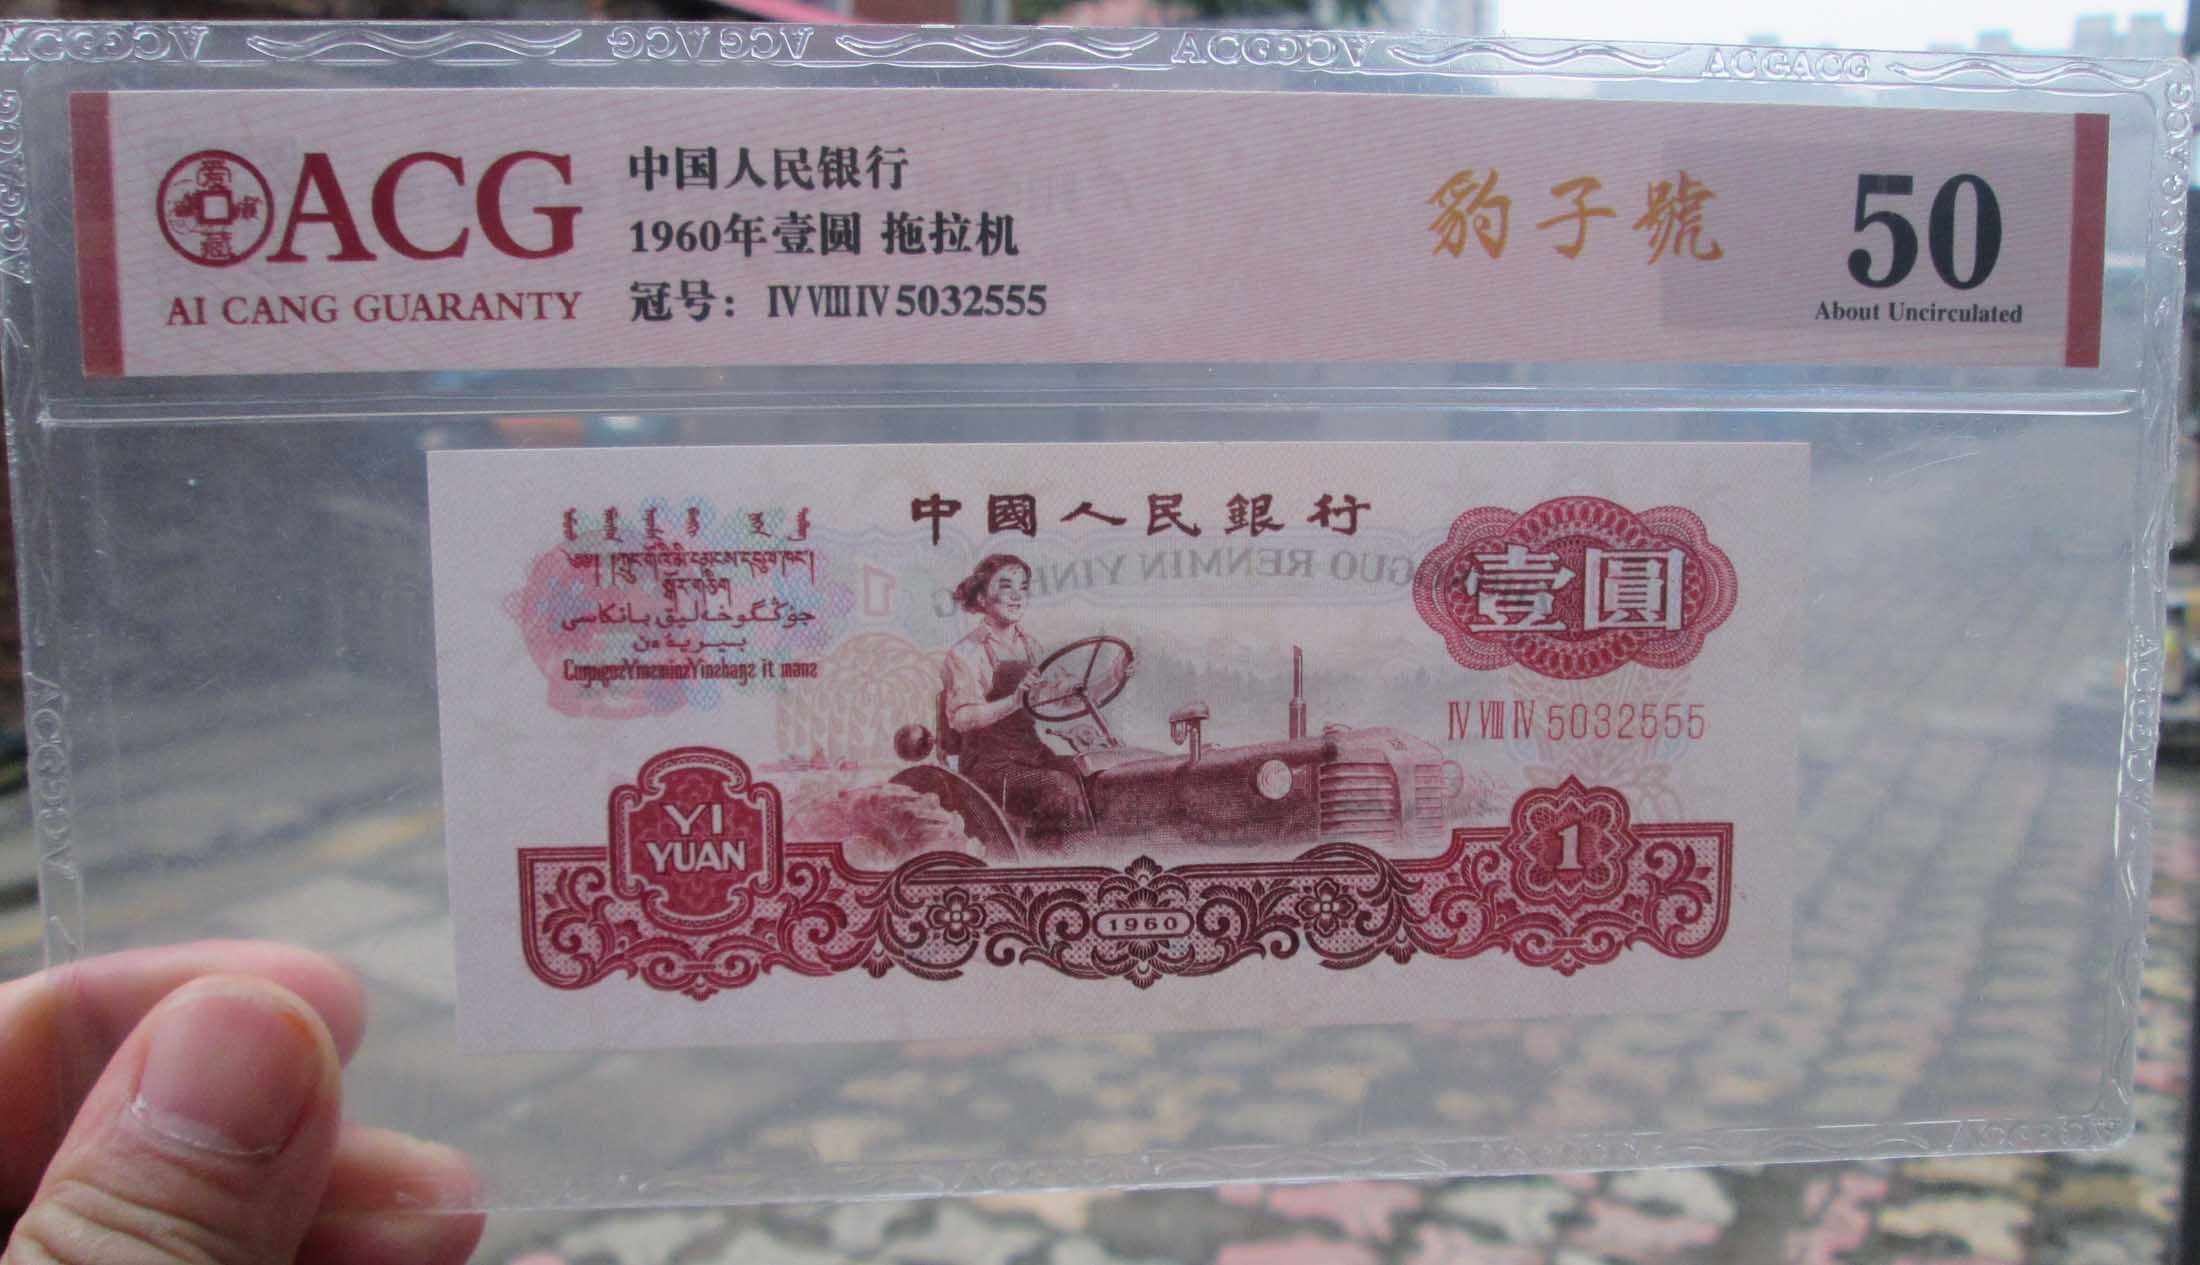 ACG
AI CANG GUARANTY
中国人民银行
1960年壹圆 拖拉机
冠号： Ⅳ Ⅷ Ⅳ 5032555
豹子號
50
About Uncirculated
ACGACG
中國人民銀行
壹圓
Ⅳ Ⅷ Ⅳ 5032555
YI
YUAN
1960
1